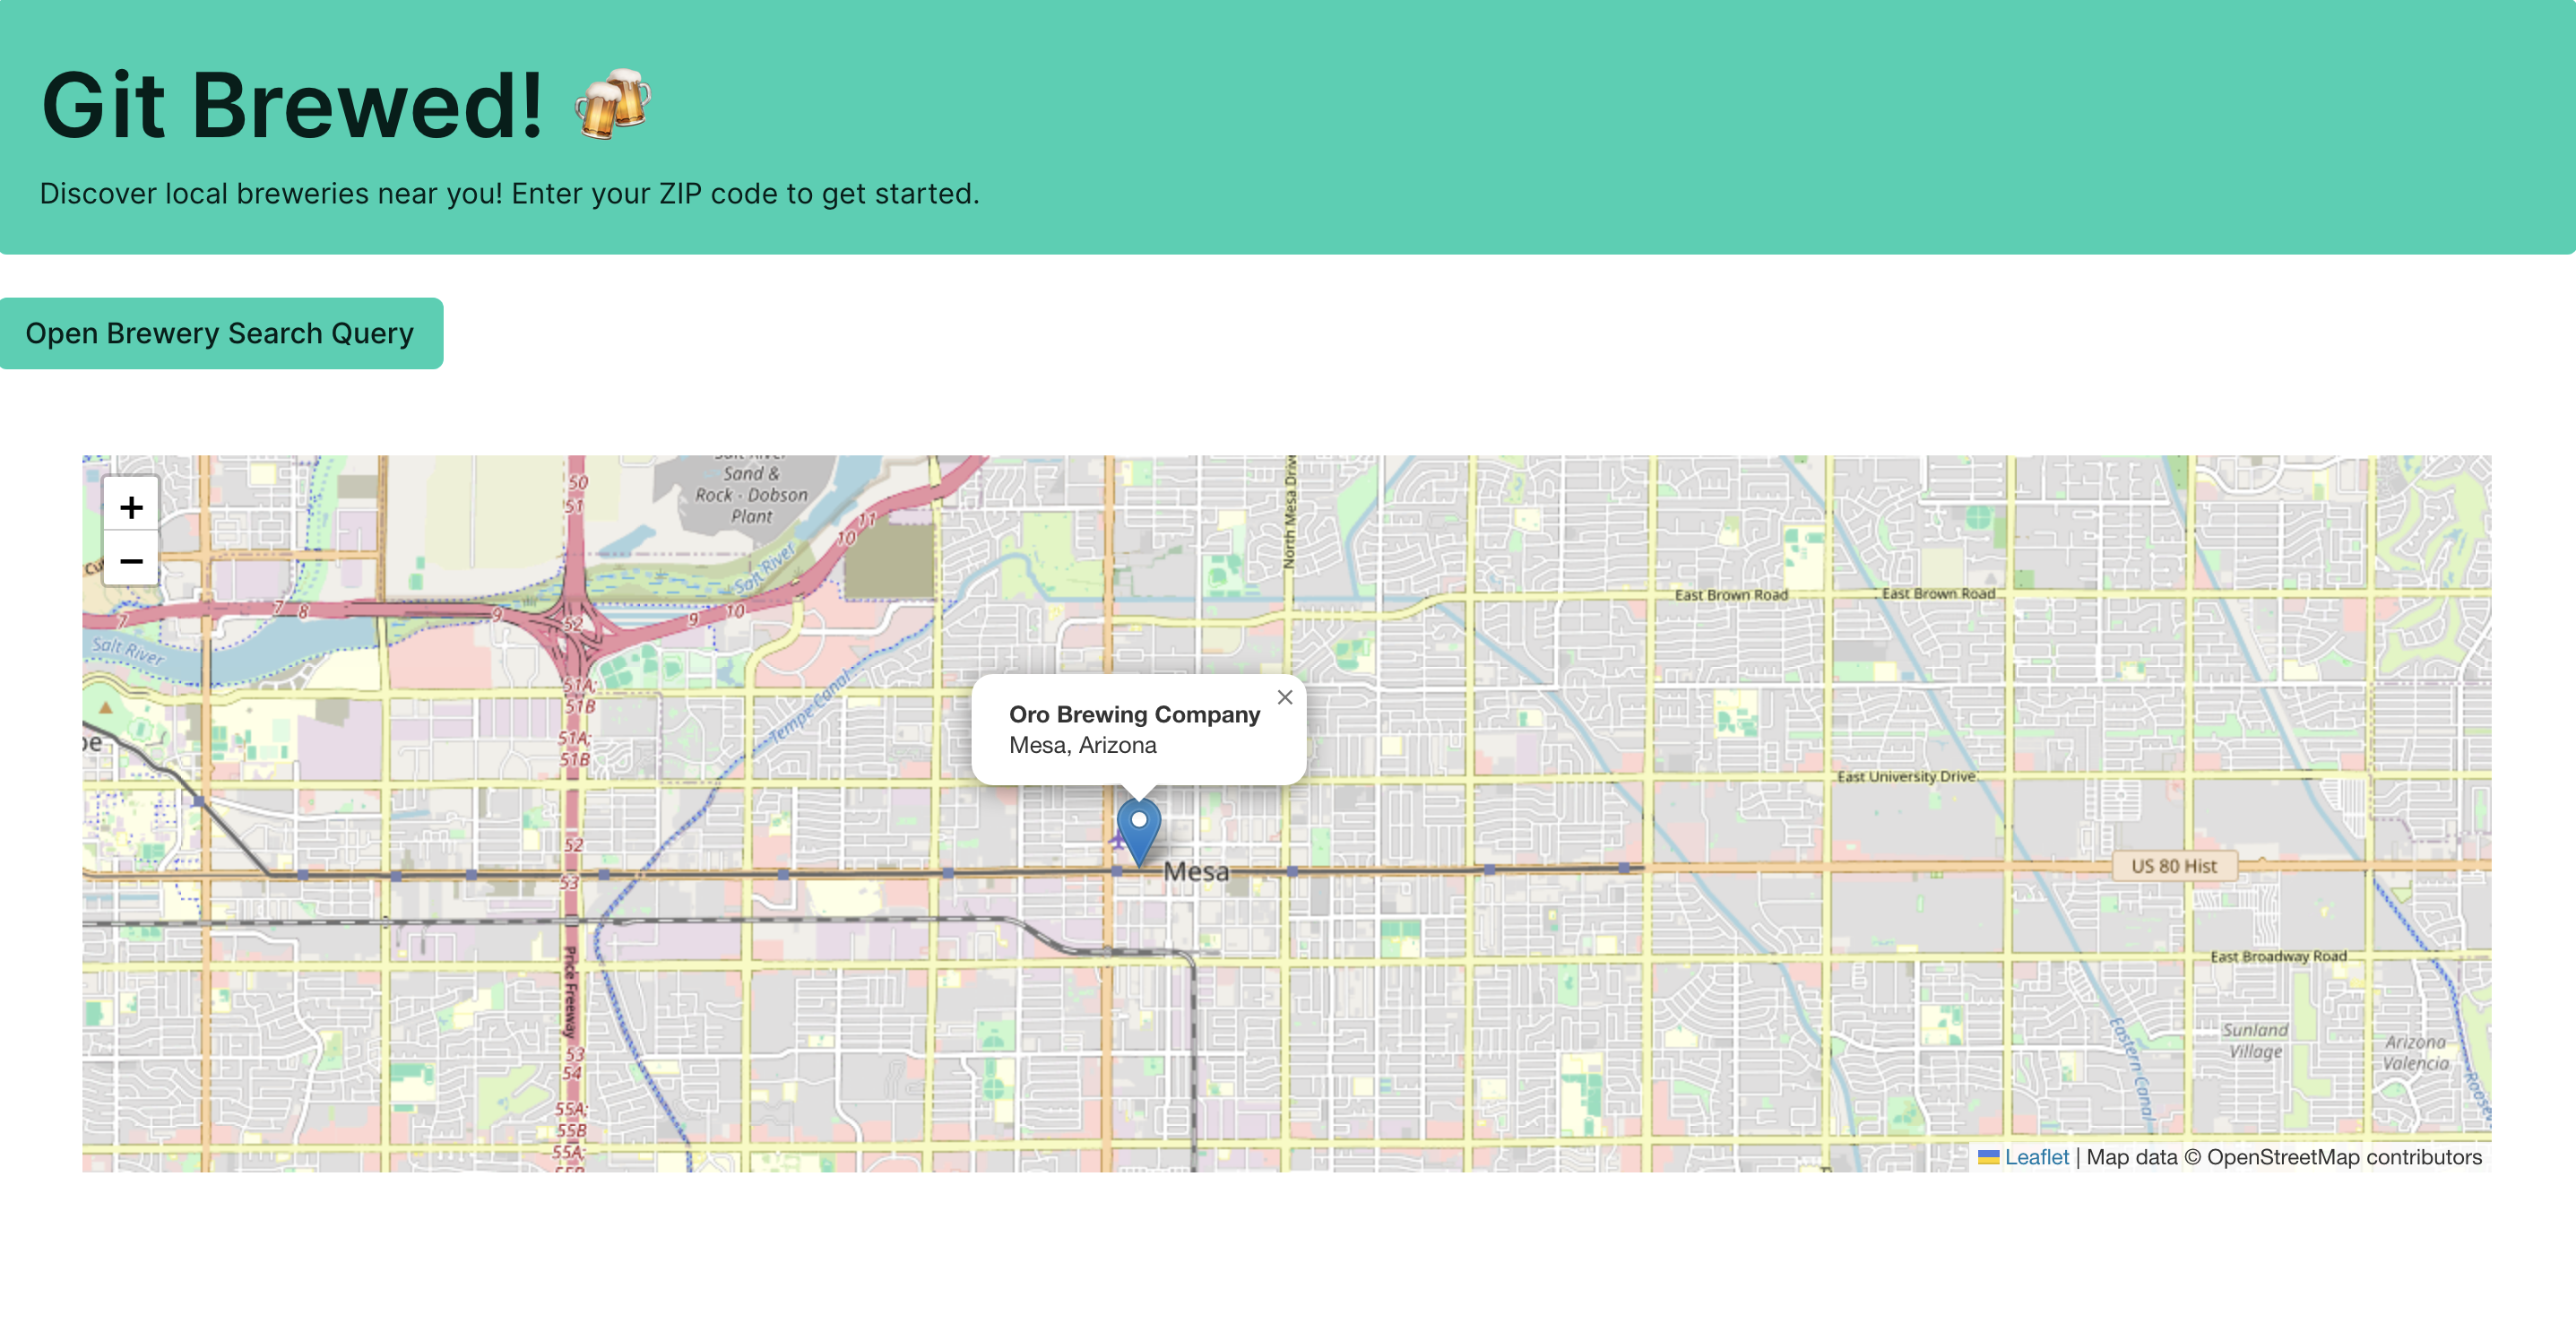 Git Brewed!
Discover local breweries near you! Enter your ZIP code to get started.
Open Brewery Search Query
+
−
Sand &
Rock - Dobson
Plant
50
51
North Mesa Drive
11
10
Salt River
7
8
9
10
9
7
52
Salt River
East Brown Road
East Brown Road
51A;
51B
51A;
51B
Tempe Canal
Oro Brewing Company
Mesa, Arizona
×
East University Drive
52
53
Mesa
US 80 Hist
Price Freeway
East Broadway Road
53
54
Eastern Canal
Sunland
Village
Arizona
Valencia
55A;
55B
55A;
Leaflet | Map data © OpenStreetMap contributors